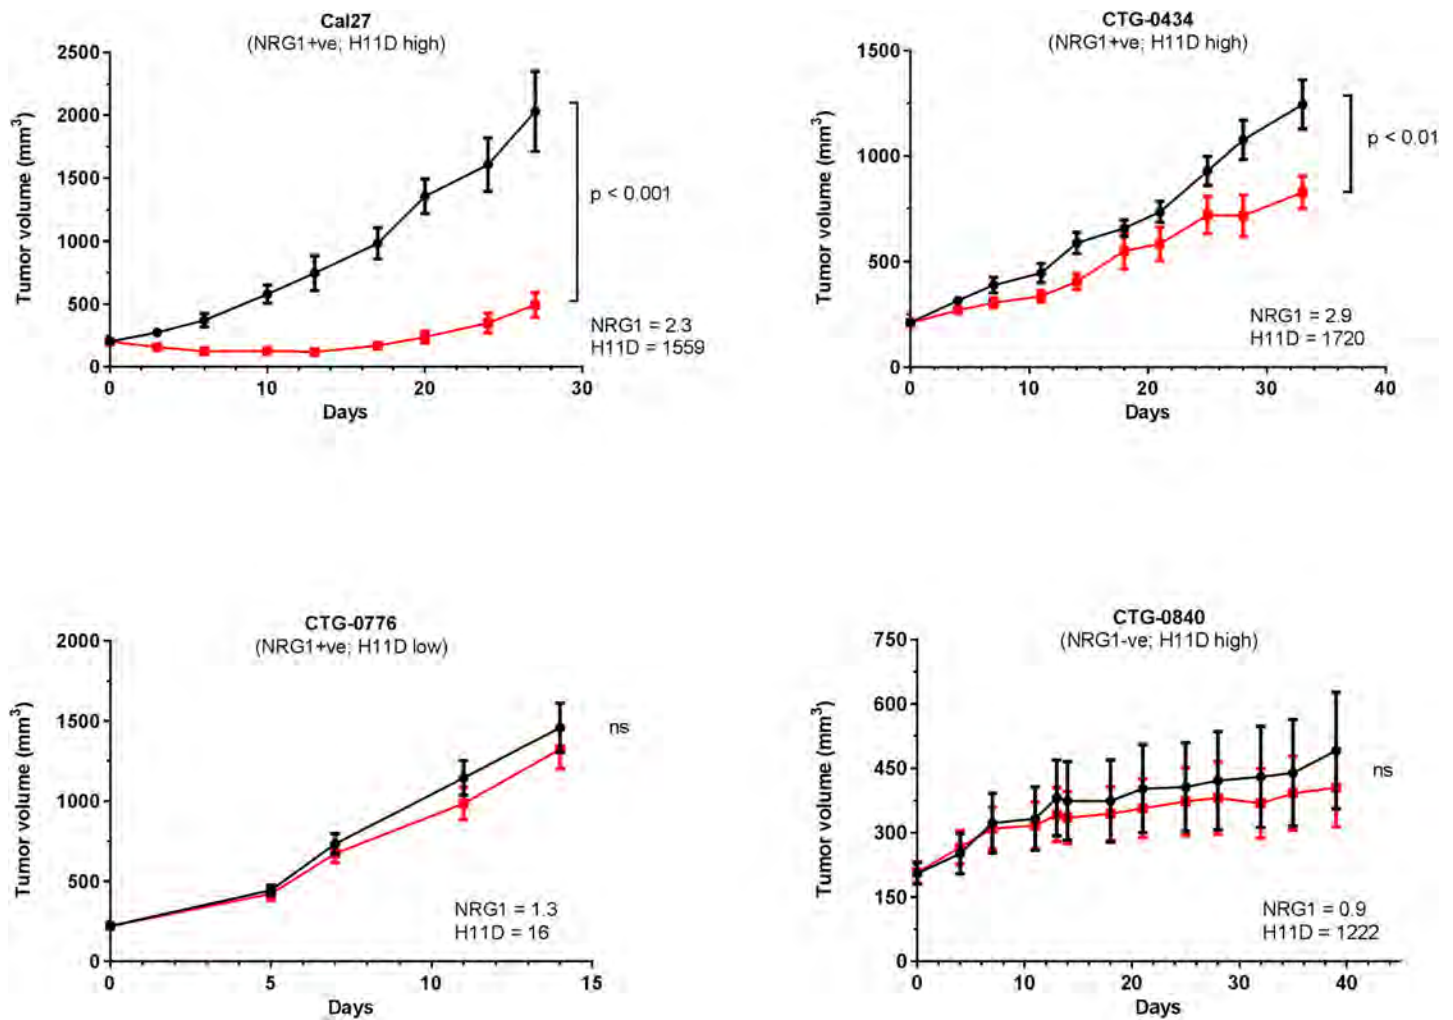 Cal27
(NRG1+ve; H11D high)
2500
2000
1500
1000
500
0
Tumor volume (mm³)
p < 0.001
NRG1 = 2.3
H11D = 1559
0 10 20 30
Days
CTG-0434
(NRG1+ve; H11D high)
1500
1000
500
0
Tumor volume (mm³)
p < 0.01
NRG1 = 2.9
H11D = 1720
0 10 20 30 40
Days
CTG-0776
(NRG1+ve; H11D low)
2000
1500
1000
500
0
Tumor volume (mm³)
ns
NRG1 = 1.3
H11D = 16
0 5 10 15
Days
CTG-0840
(NRG1-ve; H11D high)
750
600
450
300
150
0
Tumor volume (mm³)
ns
NRG1 = 0.9
H11D = 1222
0 10 20 30 40
Days